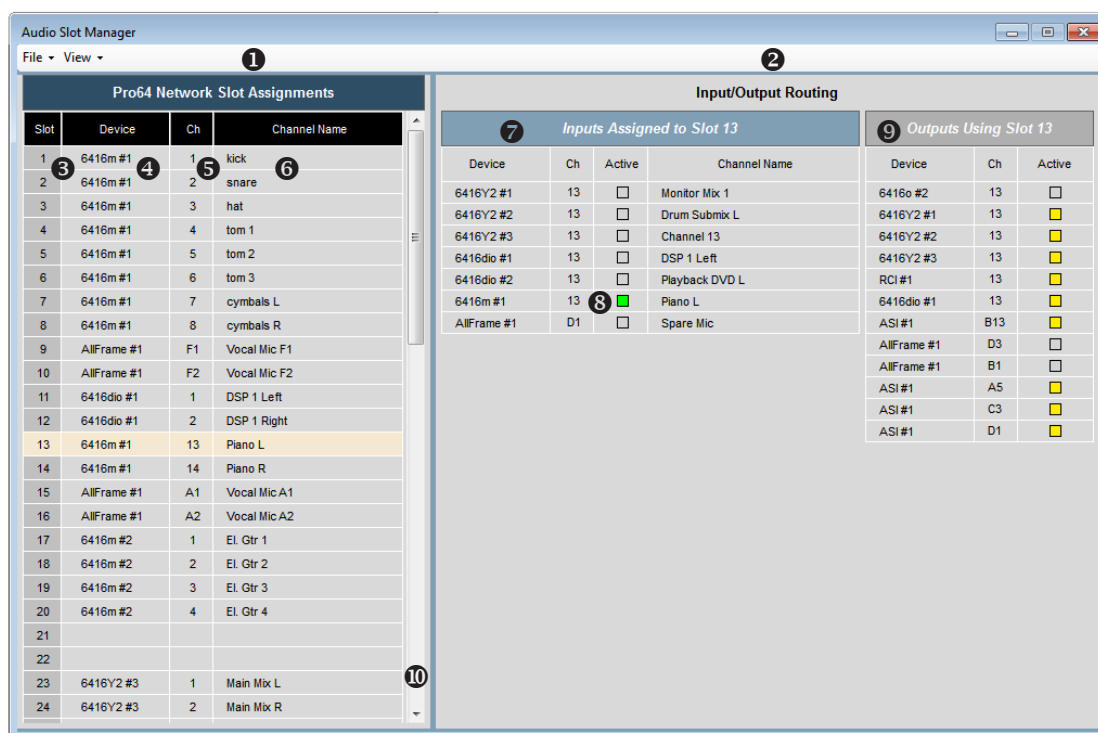 Audio Slot Manager
File View
❶ ❷
Pro64 Network Slot Assignments
Slot Device Ch Channel Name
1 ❸ 6416m #1 ❹ 1 ❺ kick ❻
2 6416m #1 2 snare
3 6416m #1 3 hat
4 6416m #1 4 tom 1
5 6416m #1 5 tom 2
6 6416m #1 6 tom 3
7 6416m #1 7 cymbals L
8 6416m #1 8 cymbals R
9 AllFrame #1 F1 Vocal Mic F1
10 AllFrame #1 F2 Vocal Mic F2
11 6416dio #1 1 DSP 1 Left
12 6416dio #1 2 DSP 1 Right
13 6416m #1 13 Piano L
14 6416m #1 14 Piano R
15 AllFrame #1 A1 Vocal Mic A1
16 AllFrame #1 A2 Vocal Mic A2
17 6416m #2 1 El. Gtr 1
18 6416m #2 2 El. Gtr 2
19 6416m #2 3 El. Gtr 3
20 6416m #2 4 El. Gtr 4
21
22
23 6416Y2 #3 1 Main Mix L
24 6416Y2 #3 2 Main Mix R
❿
Input/Output Routing
❼ Inputs Assigned to Slot 13
Device Ch Active Channel Name
6416Y2 #1 13 Monitor Mix 1
6416Y2 #2 13 Drum Submix L
6416Y2 #3 13 Channel 13
6416dio #1 13 DSP 1 Left
6416dio #2 13 Playback DVD L
6416m #1 13 ❽ Piano L
AllFrame #1 D1 Spare Mic
❾ Outputs Using Slot 13
Device Ch Active
6416o #2 13
6416Y2 #1 13
6416Y2 #2 13
6416Y2 #3 13
RCI #1 13
6416dio #1 13
ASI #1 B13
AllFrame #1 D3
AllFrame #1 B1
ASI #1 A5
ASI #1 C3
ASI #1 D1